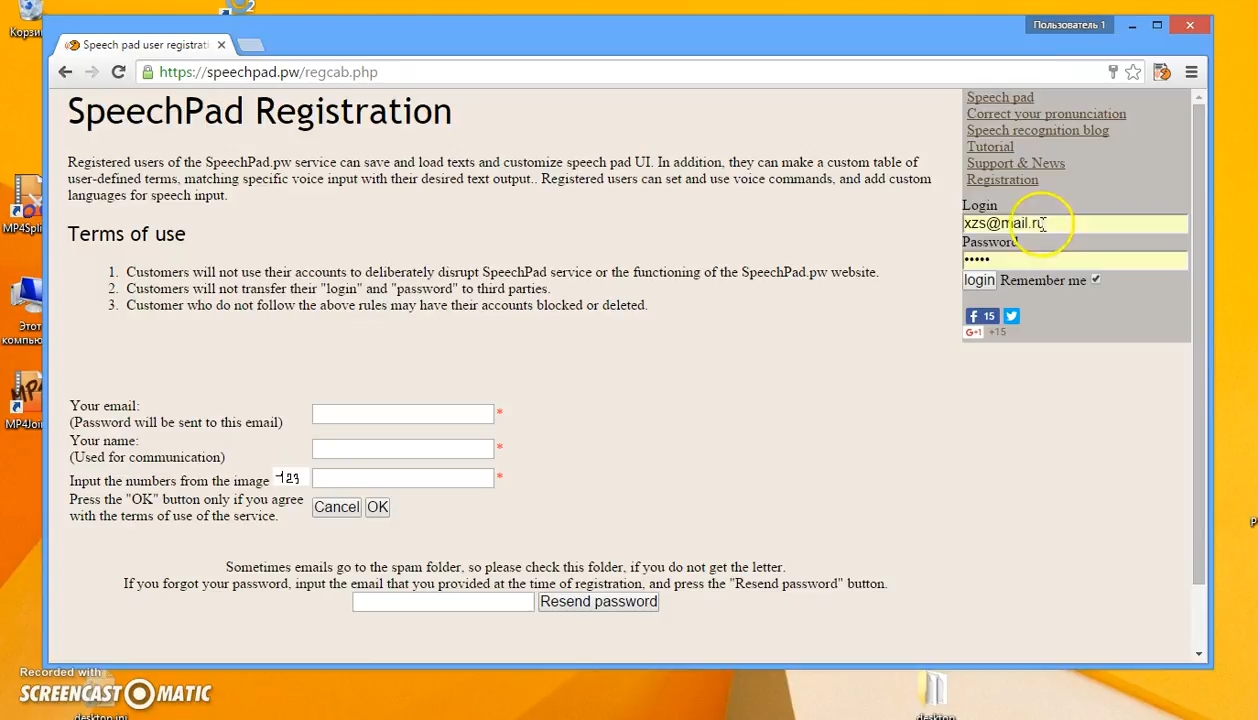 Корзи
2
Пользователь 1
Speech pad user registrati
https://speechpad.pw/regcab.php
SpeechPad Registration
Registered users of the SpeechPad.pw service can save and load texts and customize speech pad UI. In addition, they can make a custom table of
user-defined terms, matching specific voice input with their desired text output.. Registered users can set and use voice commands, and add custom
languages for speech input.
Terms of use
1. Customers will not use their accounts to deliberately disrupt SpeechPad service or the functioning of the SpeechPad.pw website.
2. Customers will not transfer their "login" and "password" to third parties.
3. Customer who do not follow the above rules may have their accounts blocked or deleted.
Your email:
(Password will be sent to this email)
*
Your name:
(Used for communication)
*
Input the numbers from the image
*
Press the "OK" button only if you agree
with the terms of use of the service.
Cancel OK
Sometimes emails go to the spam folder, so please check this folder, if you do not get the letter.
If you forgot your password, input the email that you provided at the time of registration, and press the "Resend password" button.
Resend password
Speech pad
Correct your pronunciation
Speech recognition blog
Tutorial
Support & News
Registration
Login
xzs@mail.ru
Password
•••••
login Remember me
f 15
G+1 +15
MP4Spli
Этот
компью
MP4Joi
Recorded with
SCREENCAST-O-MATIC
desktop.ini
desktop